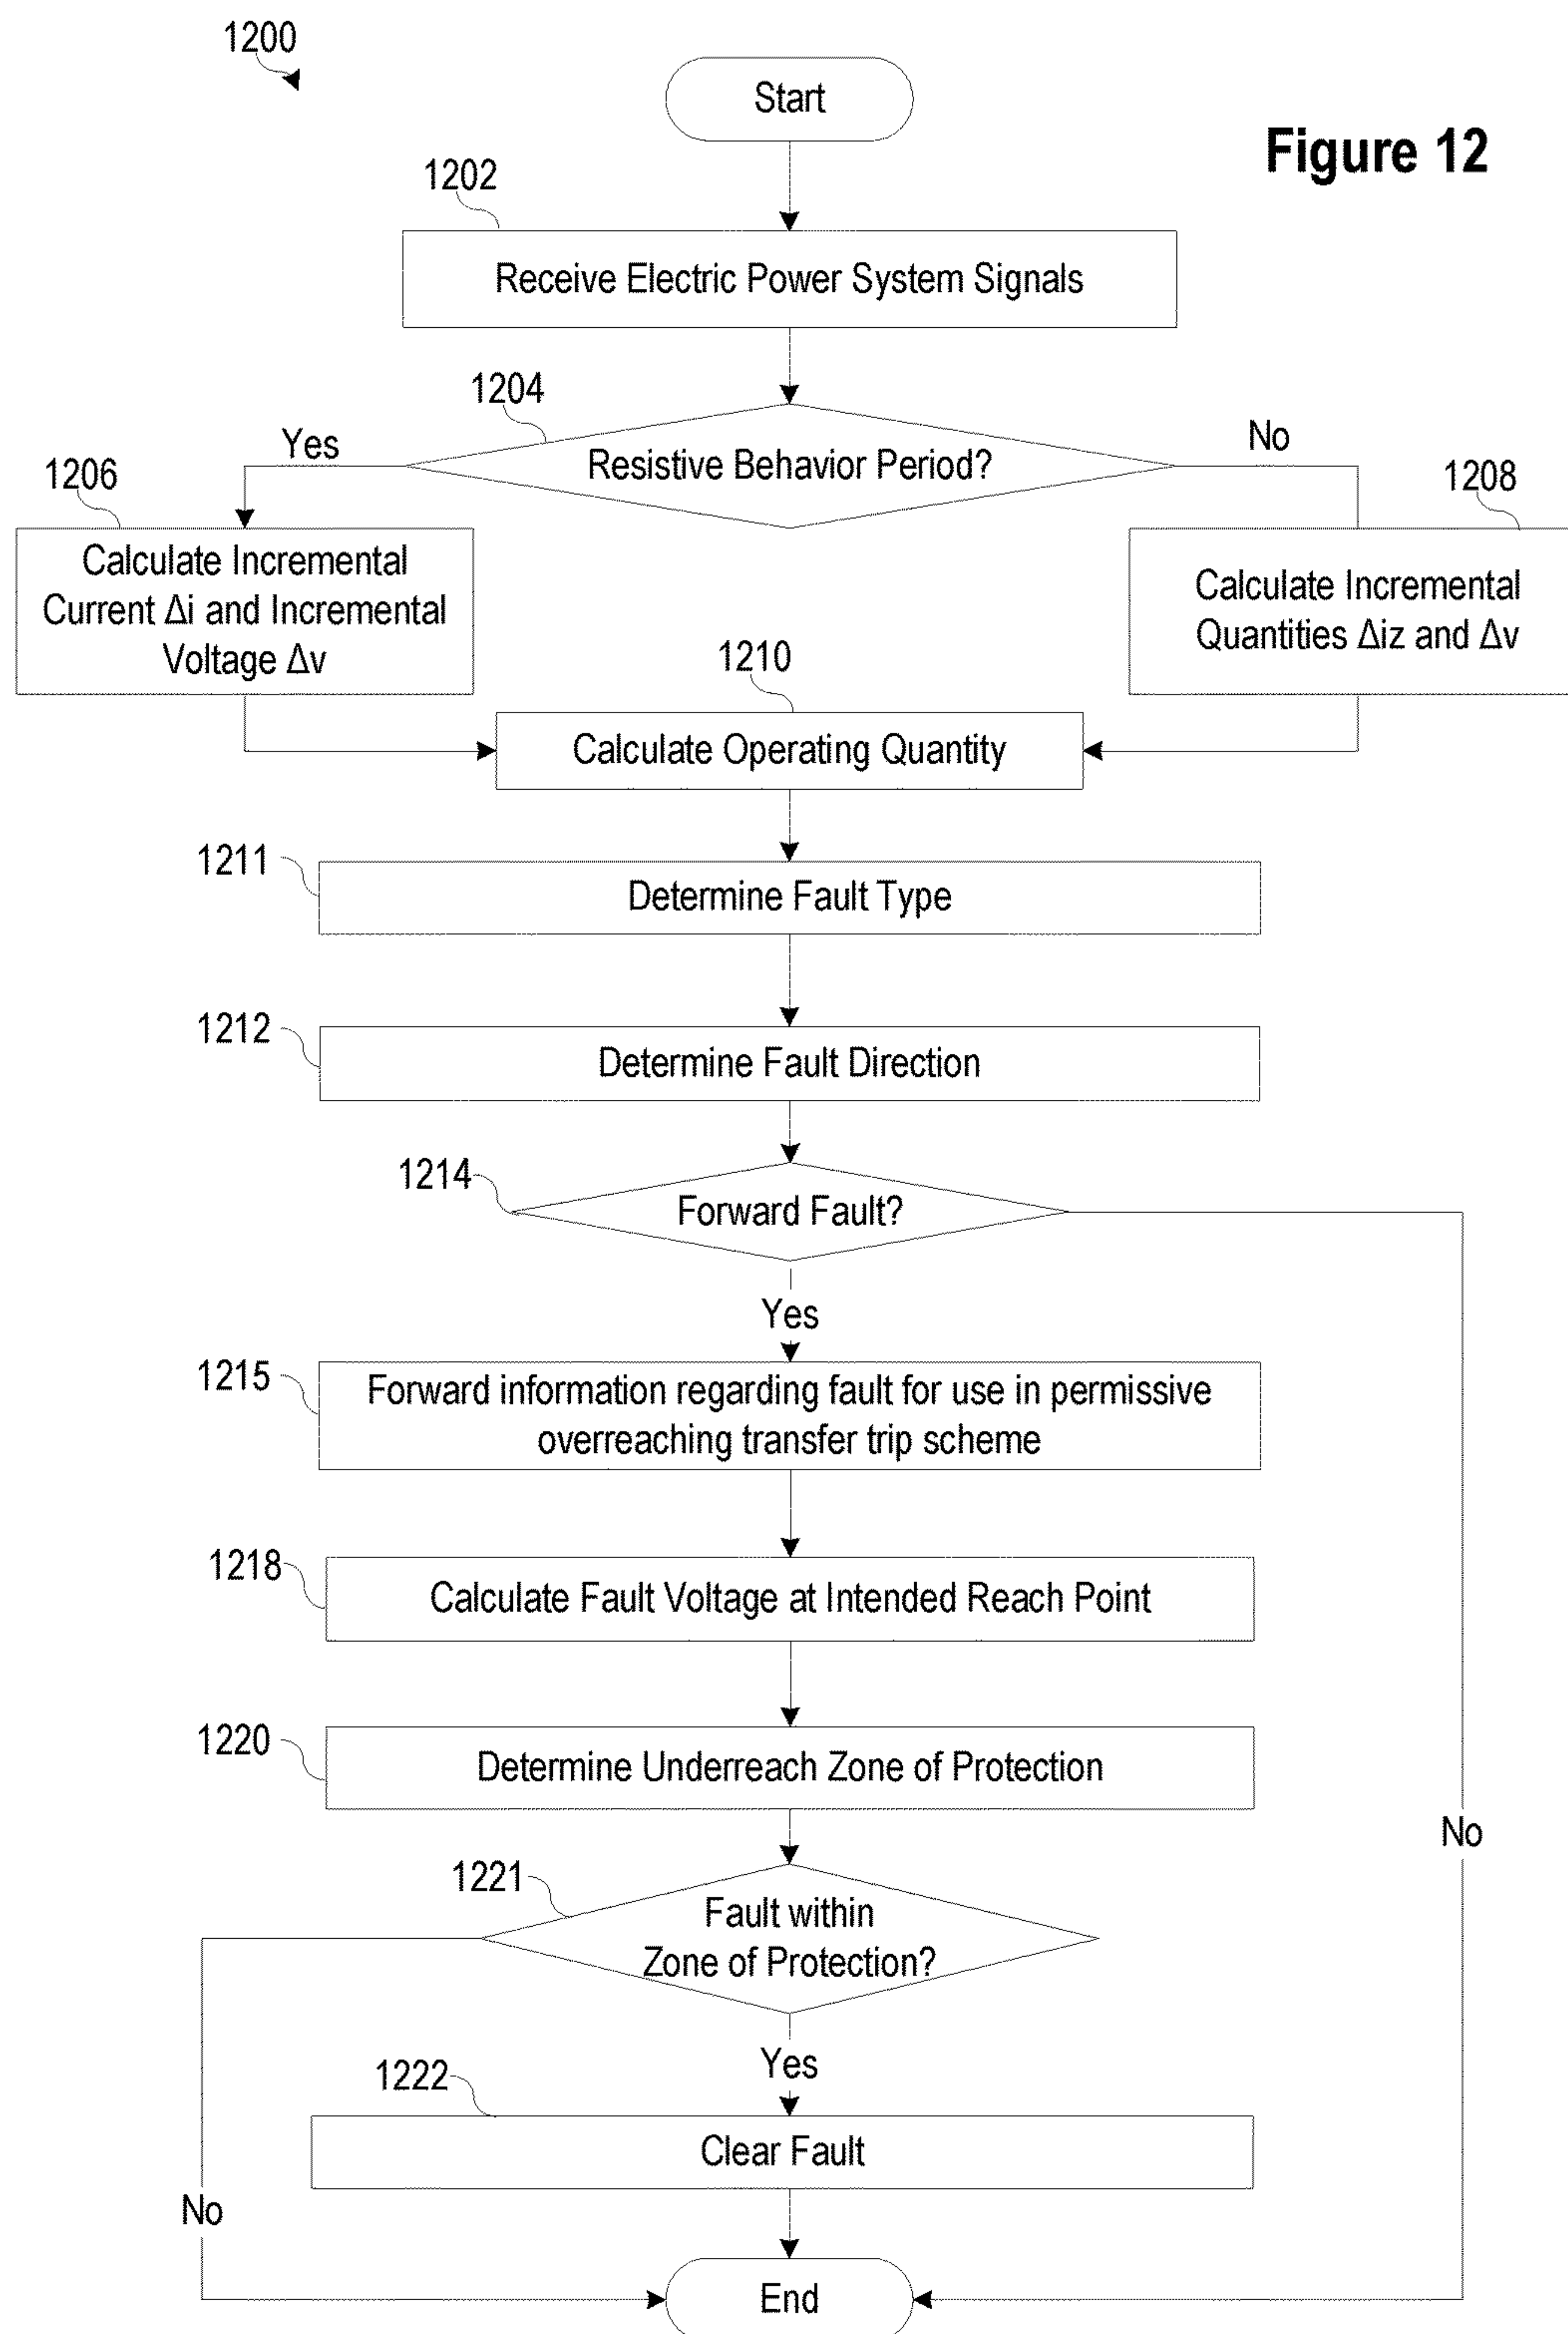 1200
Start
Figure 12
1202
Receive Electric Power System Signals
1204
Yes
Resistive Behavior Period?
No
1206
1208
Calculate Incremental
Current Δi and Incremental
Voltage Δv
Calculate Incremental
Quantities Δiz and Δv
1210
Calculate Operating Quantity
1211
Determine Fault Type
1212
Determine Fault Direction
1214
Forward Fault?
Yes
1215
Forward information regarding fault for use in permissive
overreaching transfer trip scheme
1218
Calculate Fault Voltage at Intended Reach Point
1220
Determine Underreach Zone of Protection
No
1221
Fault within
Zone of Protection?
Yes
1222
Clear Fault
No
End